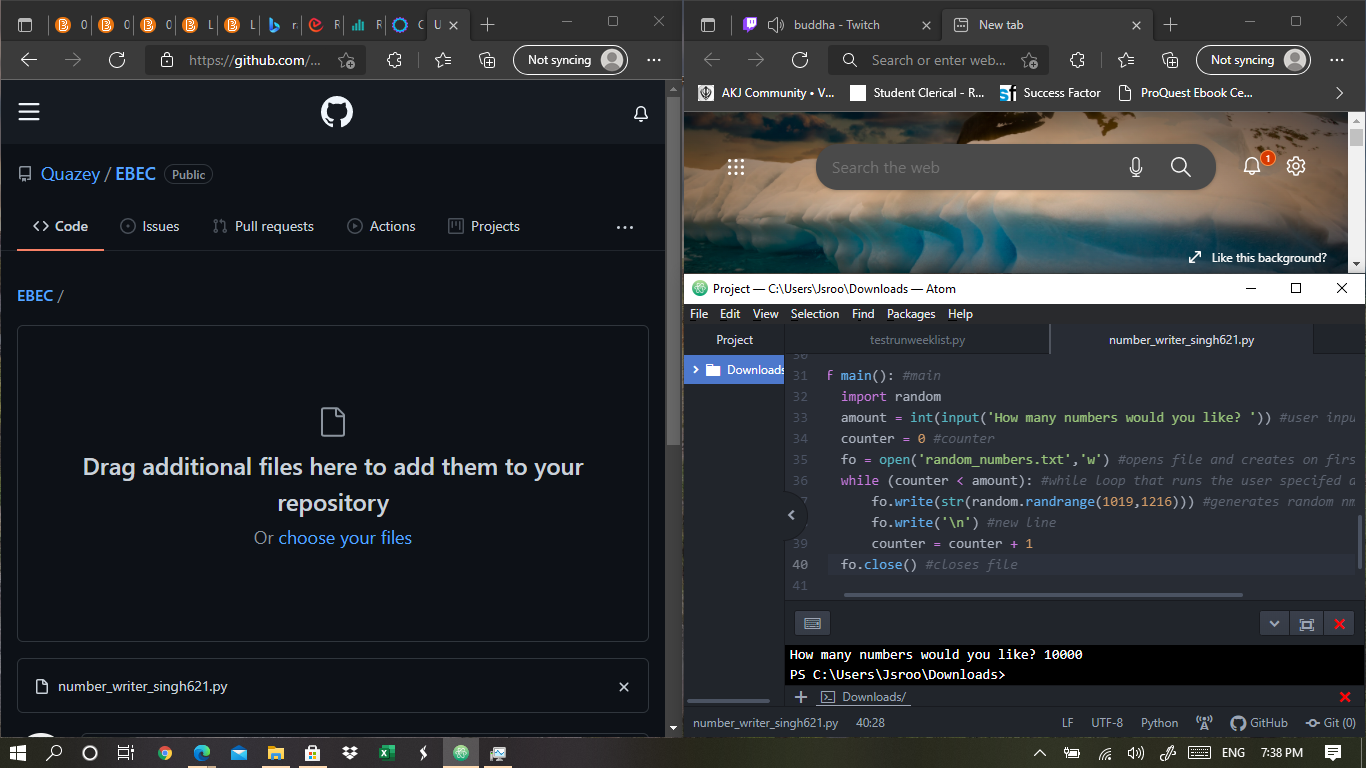 0
0
0
L
L
r
R
R
C
U
https://github.com/...
Not syncing
Quazey / EBEC Public
Code Issues Pull requests Actions Projects
EBEC /
Drag additional files here to add them to your
repository
Or choose your files
number_writer_singh621.py
buddha - Twitch
New tab
Search or enter web...
Not syncing
AKJ Community • V...
Student Clerical - R...
Success Factor
ProQuest Ebook Ce...
Search the web
1
Like this background?
Project — C:\Users\Jsroo\Downloads — Atom
File Edit View Selection Find Packages Help
Project
Downloads
testrunweeklist.py
number_writer_singh621.py
30
31 f main(): #main
32 import random
33 amount = int(input('How many numbers would you like? ')) #user inpu
34 counter = 0 #counter
35 fo = open('random_numbers.txt','w') #opens file and creates on firs
36 while (counter < amount): #while loop that runs the user specifed a
7 fo.write(str(random.randrange(1019,1216))) #generates random nm
fo.write('\n') #new line
39 counter = counter + 1
40 fo.close() #closes file
41
How many numbers would you like? 10000
PS C:\Users\Jsroo\Downloads>
Downloads/
number_writer_singh621.py 40:28 LF UTF-8 Python GitHub Git (0)
ENG 7:38 PM